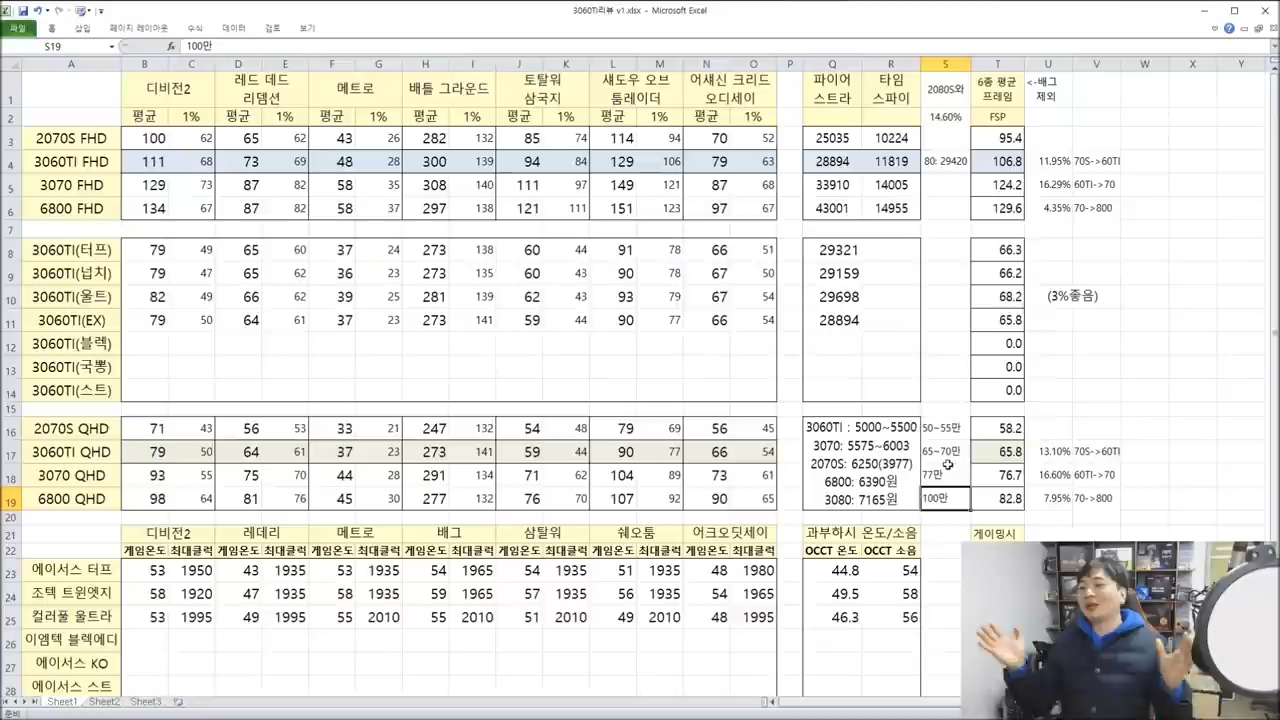 3060TI리뷰 v1.xlsx - Microsoft Excel
파일 홈 삽입 페이지 레이아웃 수식 데이터 검토 보기
S19 fx 100만
A B C D E F G H I J K L M N O P Q R S T U V W X Y
1 디비전2 레드 데드 리뎀션 메트로 배틀 그라운드 토탈워 삼국지 섀도우 오브 툼레이더 어새신 크리드 오디세이 파이어 스트라 타임 스파이 2080S와 6종 평균 프레임 <-배그 제외
2 평균 1% 평균 1% 평균 1% 평균 1% 평균 1% 평균 1% 평균 1% 14.60% FSP
3 2070S FHD 100 62 65 62 43 26 282 132 85 74 114 94 70 52 25035 10224 95.4
4 3060TI FHD 111 68 73 69 48 28 300 139 94 84 129 106 79 63 28894 11819 80: 29420 106.8 11.95% 70S->60TI
5 3070 FHD 129 73 87 82 58 35 308 140 111 97 149 121 87 68 33910 14005 124.2 16.29% 60TI->70
6 6800 FHD 134 67 87 82 58 37 297 138 121 111 151 123 97 67 43001 14955 129.6 4.35% 70->800
7
8 3060TI(터프) 79 49 65 60 37 24 273 138 60 44 91 78 66 51 29321 66.3
9 3060TI(넙치) 79 47 65 62 36 23 273 135 60 43 90 78 67 50 29159 66.2
10 3060TI(울트) 82 49 66 62 39 23 281 139 62 43 93 79 67 54 29698 68.2 (3%좋음)
11 3060TI(EX) 79 50 64 61 37 23 273 141 59 44 90 77 66 54 28894 65.8
12 3060TI(블렉) 0.0
13 3060TI(국뽕) 0.0
14 3060TI(스트) 0.0
15
16 2070S QHD 71 43 56 53 33 21 247 132 54 48 79 69 56 45 3060TI : 5000~5500 50~55만 58.2
17 3060TI QHD 79 50 64 61 37 23 273 141 59 44 90 77 66 54 3070: 5575~6003 65~70만 65.8 13.10% 70S->60TI
2070S: 6250(3977)
18 3070 QHD 93 55 75 70 44 28 291 134 71 62 104 89 73 61 6800: 6390원 77만 76.7 16.60% 60TI->70
19 6800 QHD 98 64 81 76 45 30 277 132 76 70 107 92 90 65 3080: 7165원 100만 82.8 7.95% 70->800
20
21 디비전2 레데리 메트로 배그 삼탈워 쉐오툼 어크오딧세이 과부하시 온도/소음 게이밍시
22 게임온도 최대클럭 게임온도 최대클럭 게임온도 최대클럭 게임온도 최대클럭 게임온도 최대클럭 게임온도 최대클럭 게임온도 최대클럭 OCCT 온도 OCCT 소음
23 에이서스 터프 53 1950 43 1935 53 1935 54 1965 54 1935 51 1935 48 1980 44.8 54
24 조텍 트윈엣지 58 1920 47 1935 58 1935 59 1965 57 1935 56 1935 54 1965 49.5 58
25 컬러풀 울트라 53 1995 49 1995 55 2010 55 2010 51 2010 49 2010 48 1995 46.3 56
26 이엠텍 블렉에디
27 에이서스 KO
28 에이서스 스트
Sheet1 Sheet2 Sheet3
준비